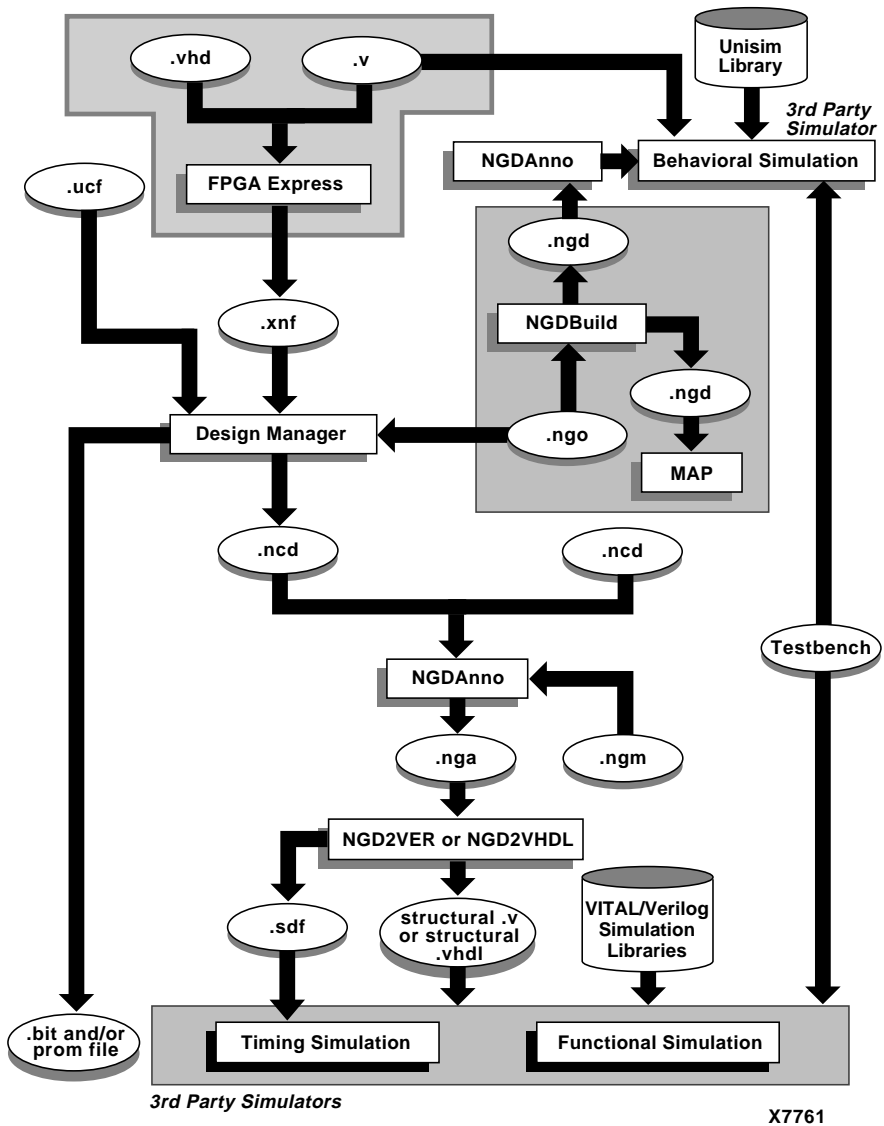 .vhd
.v
Unisim
Library
3rd Party
Simulator
NGDAnno
Behavioral Simulation
.ucf
FPGA Express
.ngd
.xnf
NGDBuild
.ngd
Design Manager
.ngo
MAP
.ncd
.ncd
Testbench
NGDAnno
.nga
.ngm
NGD2VER or NGD2VHDL
.sdf
structural .v
or structural
.vhdl
VITAL/Verilog
Simulation
Libraries
.bit and/or
prom file
Timing Simulation
Functional Simulation
3rd Party Simulators
X7761